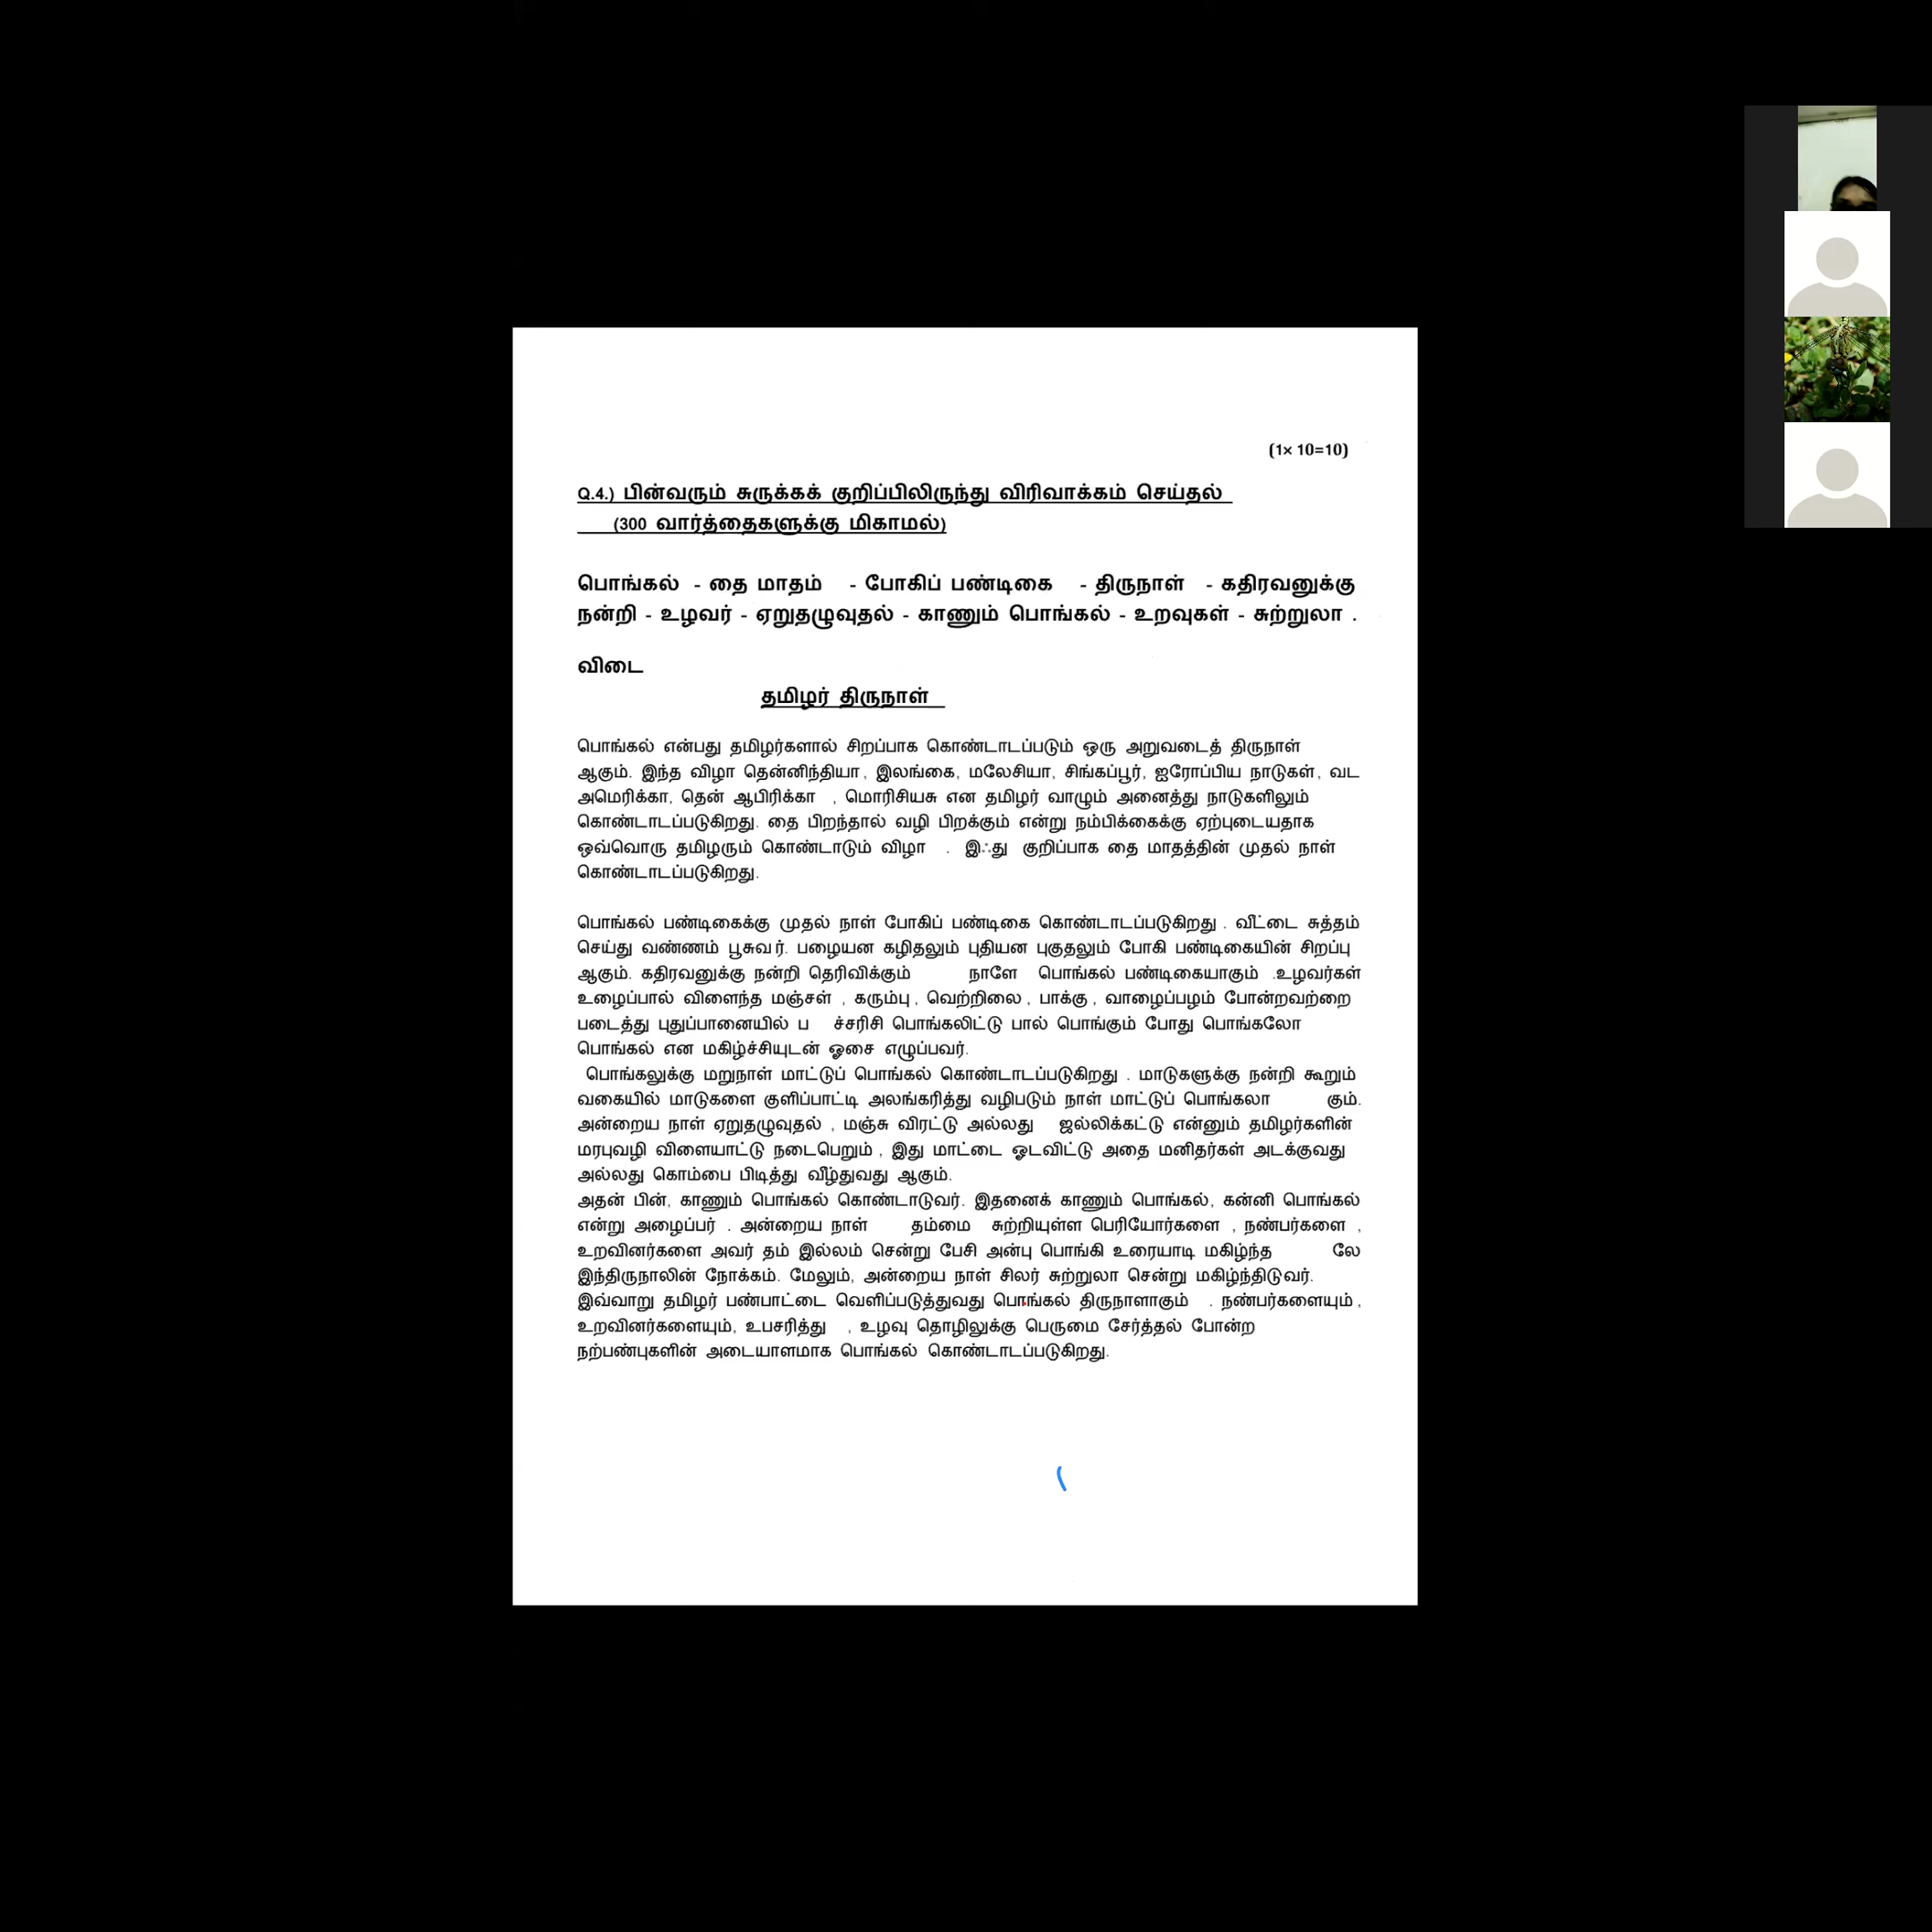 (1× 10=10)
Q.4.) பின்வரும் சுருக்கக் குறிப்பிலிருந்து விரிவாக்கம் செய்தல்
(300 வார்த்தைகளுக்கு மிகாமல்)
பொங்கல் - தை மாதம் - போகிப் பண்டிகை - திருநாள் - கதிரவனுக்கு
நன்றி - உழவர் - ஏறுதழுவுதல் - காணும் பொங்கல் - உறவுகள் - சுற்றுலா .
விடை
தமிழர் திருநாள்
பொங்கல் என்பது தமிழர்களால் சிறப்பாக கொண்டாடப்படும் ஒரு அறுவடைத் திருநாள்
ஆகும். இந்த விழா தென்னிந்தியா, இலங்கை, மலேசியா, சிங்கப்பூர், ஐரோப்பிய நாடுகள், வட
அமெரிக்கா, தென் ஆபிரிக்கா , மொரிசியசு என தமிழர் வாழும் அனைத்து நாடுகளிலும்
கொண்டாடப்படுகிறது. தை பிறந்தால் வழி பிறக்கும் என்று நம்பிக்கைக்கு ஏற்புடையதாக
ஒவ்வொரு தமிழரும் கொண்டாடும் விழா . இஃது குறிப்பாக தை மாதத்தின் முதல் நாள்
கொண்டாடப்படுகிறது.
பொங்கல் பண்டிகைக்கு முதல் நாள் போகிப் பண்டிகை கொண்டாடப்படுகிறது . வீட்டை சுத்தம்
செய்து வண்ணம் பூசுவர். பழையன கழிதலும் புதியன புகுதலும் போகி பண்டிகையின் சிறப்பு
ஆகும். கதிரவனுக்கு நன்றி தெரிவிக்கும் நாளே பொங்கல் பண்டிகையாகும் .உழவர்கள்
உழைப்பால் விளைந்த மஞ்சள் , கரும்பு, வெற்றிலை, பாக்கு, வாழைப்பழம் போன்றவற்றை
படைத்து புதுப்பானையில் ப ச்சரிசி பொங்கலிட்டு பால் பொங்கும் போது பொங்கலோ
பொங்கல் என மகிழ்ச்சியுடன் ஓசை எழுப்பவர்.
பொங்கலுக்கு மறுநாள் மாட்டுப் பொங்கல் கொண்டாடப்படுகிறது . மாடுகளுக்கு நன்றி கூறும்
வகையில் மாடுகளை குளிப்பாட்டி அலங்கரித்து வழிபடும் நாள் மாட்டுப் பொங்கலா கும்.
அன்றைய நாள் ஏறுதழுவுதல் , மஞ்சு விரட்டு அல்லது ஜல்லிக்கட்டு என்னும் தமிழர்களின்
மரபுவழி விளையாட்டு நடைபெறும் , இது மாட்டை ஓடவிட்டு அதை மனிதர்கள் அடக்குவது
அல்லது கொம்பை பிடித்து வீழ்துவது ஆகும்.
அதன் பின், காணும் பொங்கல் கொண்டாடுவர். இதனைக் காணும் பொங்கல், கன்னி பொங்கல்
என்று அழைப்பர் . அன்றைய நாள் தம்மை சுற்றியுள்ள பெரியோர்களை , நண்பர்களை ,
உறவினர்களை அவர் தம் இல்லம் சென்று பேசி அன்பு பொங்கி உரையாடி மகிழ்ந்த லே
இந்திருநாலின் நோக்கம். மேலும், அன்றைய நாள் சிலர் சுற்றுலா சென்று மகிழ்ந்திடுவர்.
இவ்வாறு தமிழர் பண்பாட்டை வெளிப்படுத்துவது பொங்கல் திருநாளாகும் . நண்பர்களையும் ,
உறவினர்களையும், உபசரித்து , உழவு தொழிலுக்கு பெருமை சேர்த்தல் போன்ற
நற்பண்புகளின் அடையாளமாக பொங்கல் கொண்டாடப்படுகிறது.